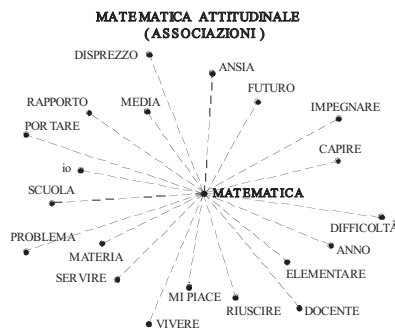 MATEMATICA ATTITUDINALE
(ASSOCIAZIONI)
DISPREZZO
ANSIA
FUTURO
RAPPORTO
MEDIA
IMPEGNARE
PORTARE
CAPIRE
io
SCUOLA
MATEMATICA
DIFFICOLTÀ
PROBLEMA
MATERIA
ANNO
SERVIRE
ELEMENTARE
MI PIACE
RIUSCIRE
DOCENTE
VIVERE